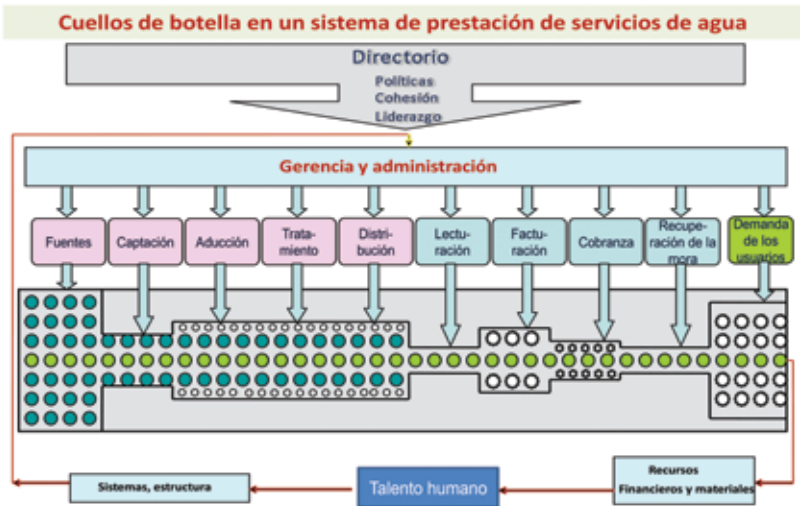 Cuellos de botella en un sistema de prestación de servicios de agua
Directorio
Políticas
Cohesión
Liderazgo
Gerencia y administración
Fuentes
Captación
Aducción
Trata-
miento
Distri-
bución
Lectu-
ración
Factu-
ración
Cobranza
Recupe-
ración de la
mora
Demanda
de los
usuarios
Sistemas, estructura
Talento humano
Recursos
Financieros y materiales